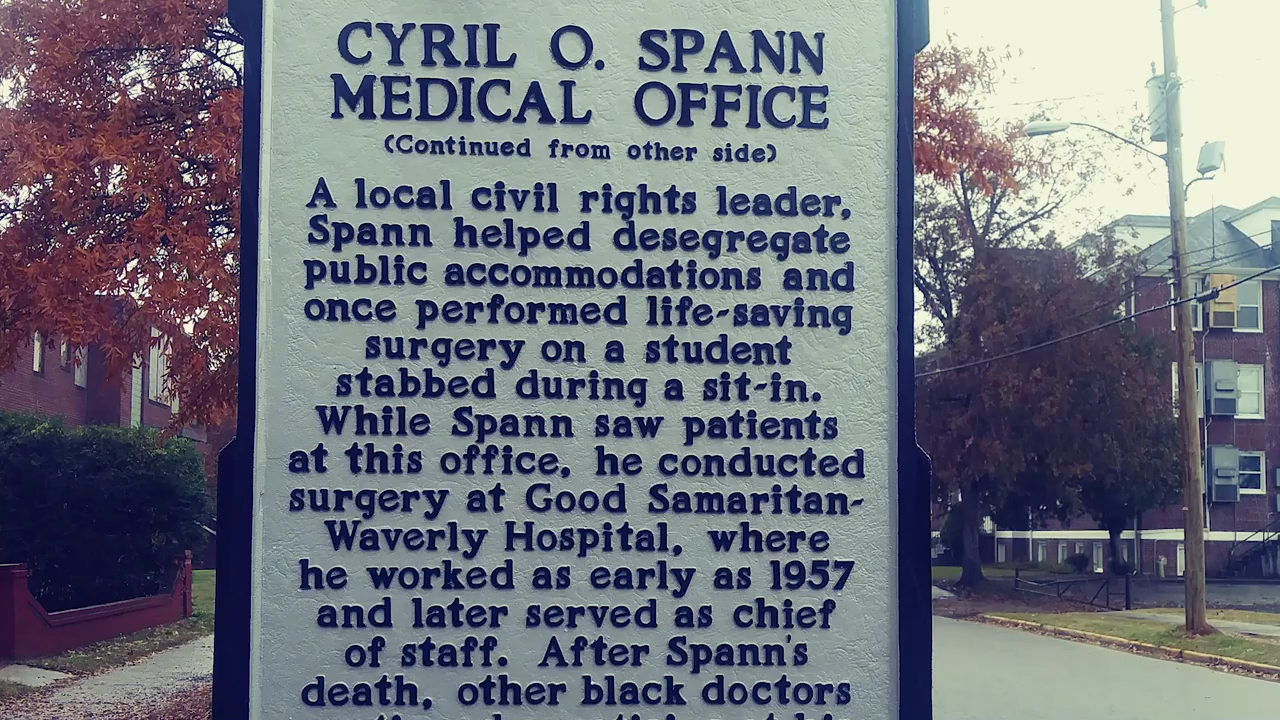 CYRIL O. SPANN
MEDICAL OFFICE
(Continued from other side)
A local civil rights leader,
Spann helped desegregate
public accommodations and
once performed life-saving
surgery on a student
stabbed during a sit-in.
While Spann saw patients
at this office, he conducted
surgery at Good Samaritan-
Waverly Hospital, where
he worked as early as 1957
and later served as chief
of staff. After Spann's
death, other black doctors